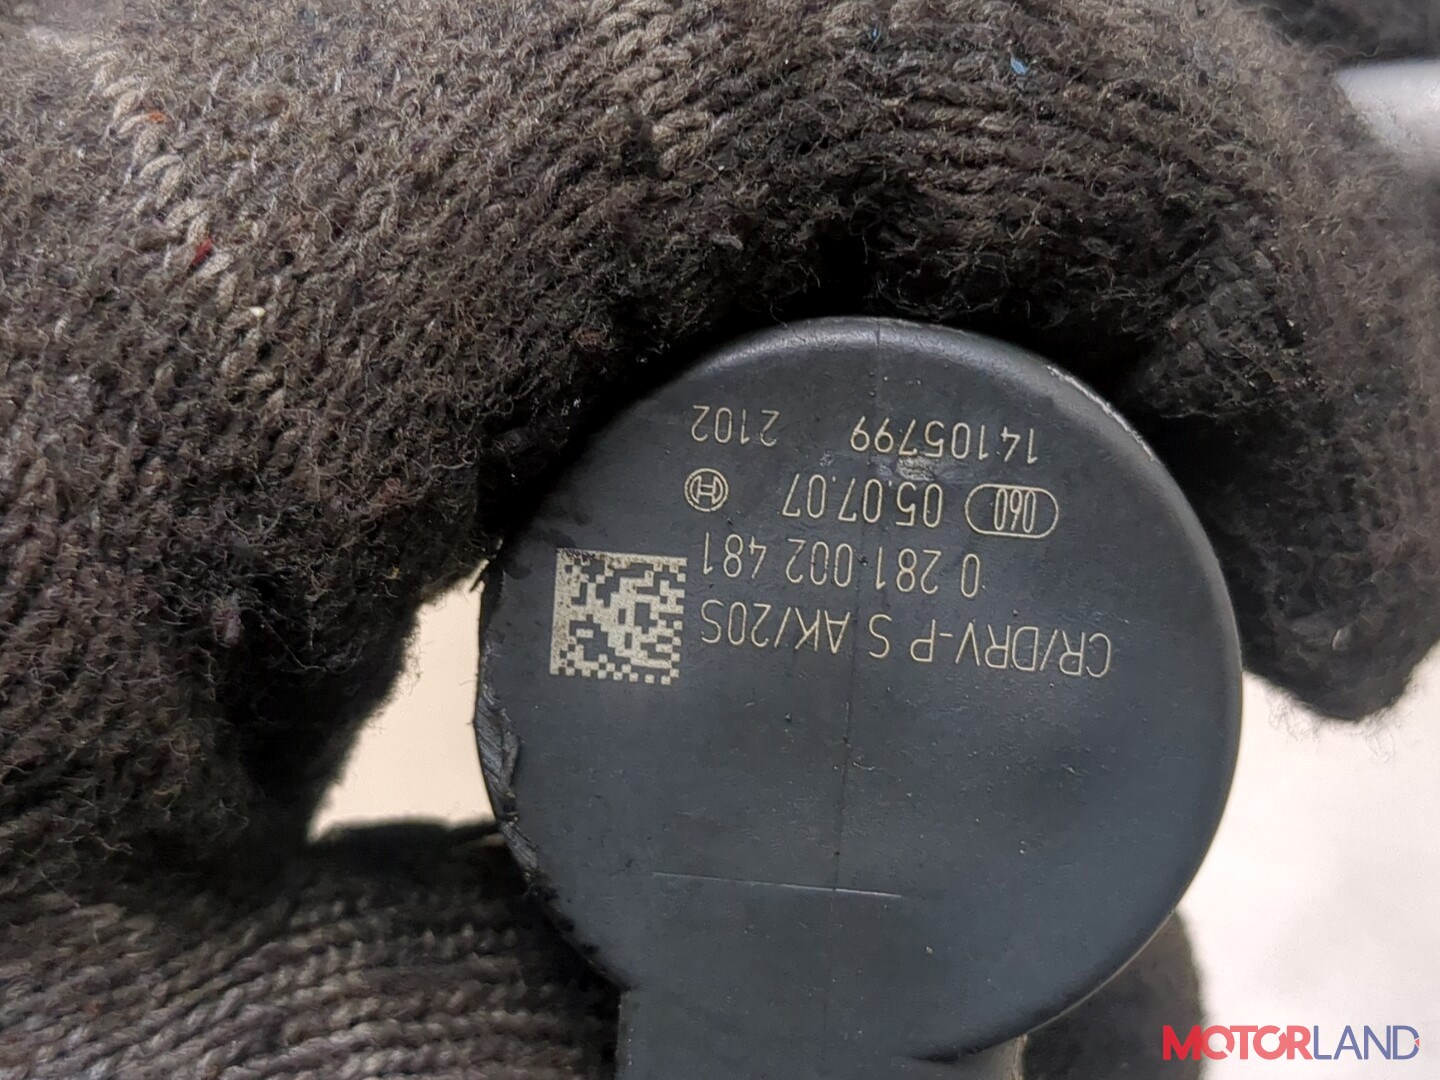 CR/DRV-P S AK/20S
0 281 002 481
060 05.07.07
14105799 2102
MOTORLAND